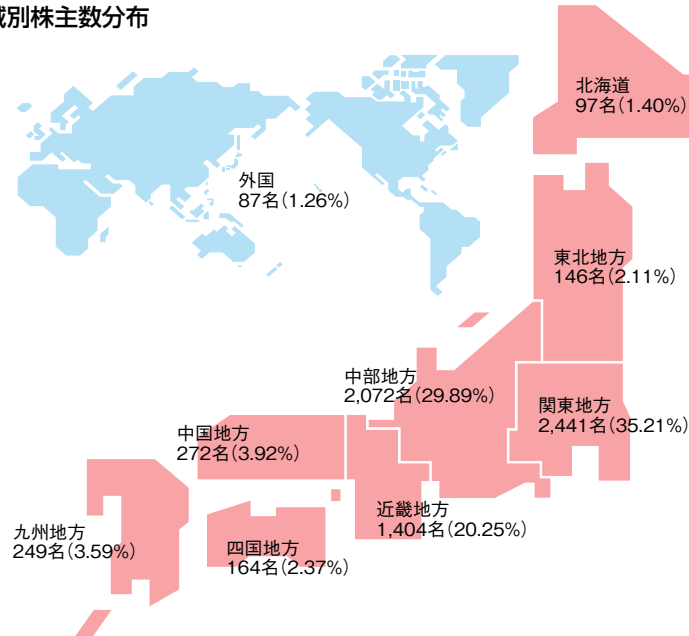 域別株主数分布
北海道
97名(1.40%)
外国
87名(1.26%)
東北地方
146名(2.11%)
中部地方
2,072名(29.89%)
関東地方
2,441名(35.21%)
中国地方
272名(3.92%)
近畿地方
1,404名(20.25%)
九州地方
249名(3.59%)
四国地方
164名(2.37%)